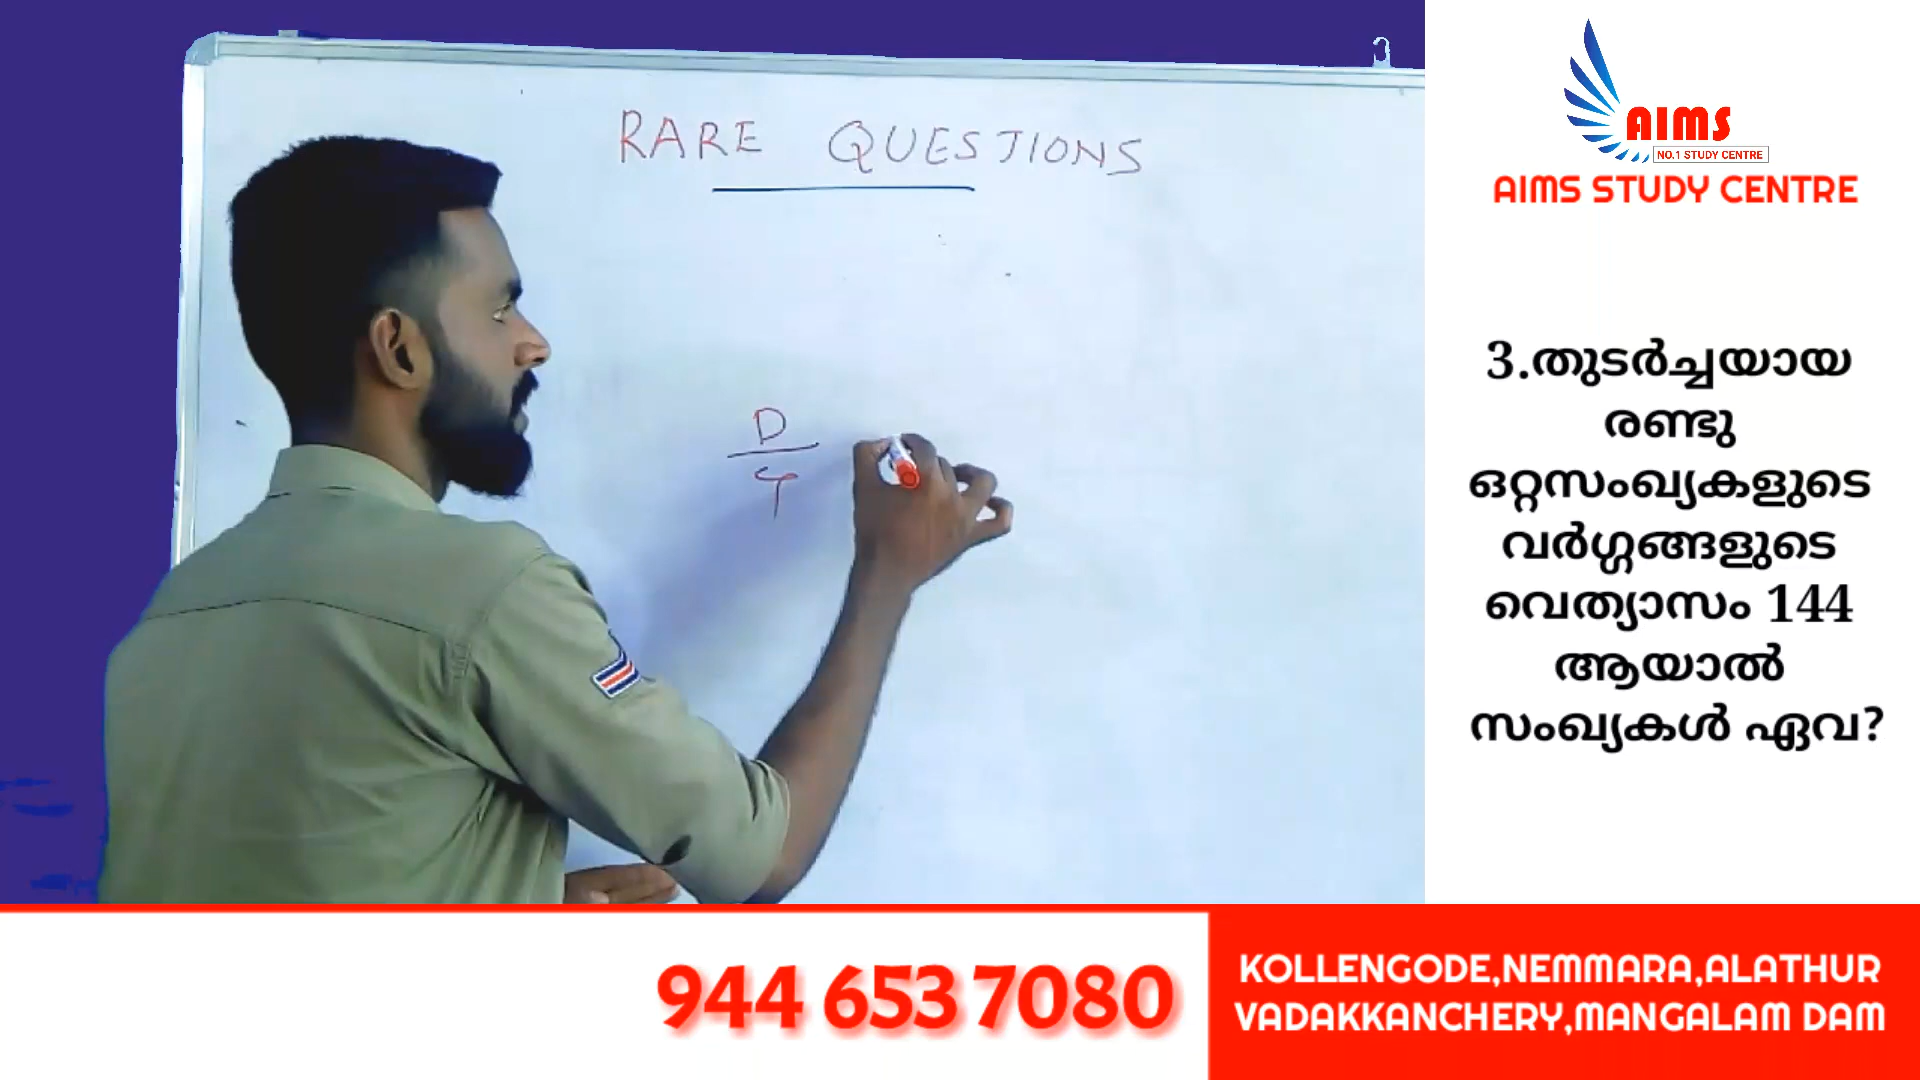 RARE QUESTIONS
D
4
AIMS
NO.1 STUDY CENTRE
AIMS STUDY CENTRE
3.തുടർച്ചയായ
രണ്ടു
ഒറ്റസംഖ്യകളുടെ
വർഗ്ഗങ്ങളുടെ
വെത്യാസം 144
ആയാൽ
സംഖ്യകൾ ഏവ?
944 653 7080
KOLLENGODE,NEMMARA,ALATHUR
VADAKKANCHERY,MANGALAM DAM